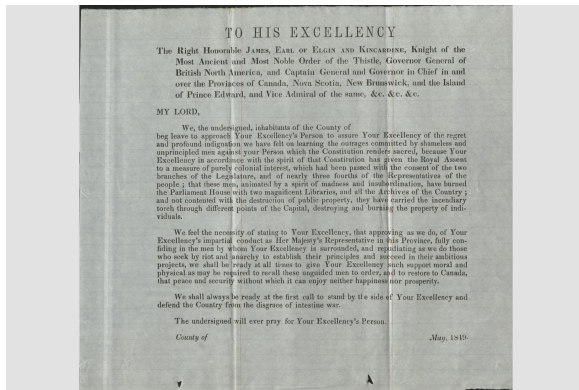 TO HIS EXCELLENCY
The Right Honorable JAMES, EARL OF ELGIN AND KINCARDINE, Knight of the
Most Ancient and Most Noble Order of the Thistle, Governor General of
British North America, and Captain General and Governor in Chief in and
over the Provinces of Canada, Nova Scotia, New Brunswick, and the Island
of Prince Edward, and Vice Admiral of the same, &c. &c. &c.
MY LORD,
We, the undersigned, inhabitants of the County of
beg leave to approach Your Excellency's Person to assure Your Excellency of the regret
and profound indignation we have felt on learning the outrages committed by shameless and
unprincipled men against your Person which the Constitution renders sacred, because Your
Excellency in accordance with the spirit of that Constitution has given the Royal Assent
to a measure of purely colonial interest, which had been passed with the consent of the two
branches of the Legislature, and of nearly three fourths of the Representatives of the
people ; that these men, animated by a spirit of madness and insubordination, have burned
the Parliament House with two magnificent Libraries, and all the Archives of the Country ;
and not contented with the destruction of public property, they have carried the incendiary
torch through different points of the Capital, destroying and burning the property of indi-
viduals.
We feel the necessity of stating to Your Excellency, that approving as we do, of Your
Excellency's impartial conduct as Her Majesty's Representative in this Province, fully con-
fiding in the men by whom Your Excellency is surrounded, and repudiating as we do those
who seek by riot and anarchy to establish their principles and succeed in their ambitious
projects, we shall be ready at all times to give Your Excellency such support moral and
physical as may be required to recall these unguided men to order, and to restore to Canada,
that peace and security without which it can enjoy neither happiness nor prosperity.
We shall always be ready at the first call to stand by the side of Your Excellency and
defend the Country from the disgrace of intestine war.
The undersigned will ever pray for Your Excellency's Person.
County of May, 1849.